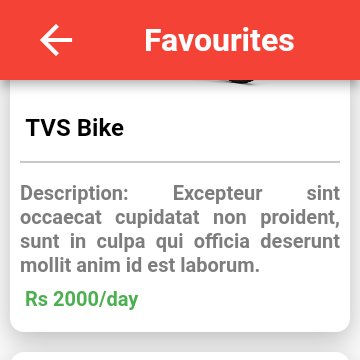 Favourites
TVS Bike
Description: Excepteur sint
occaecat cupidatat non proident,
sunt in culpa qui officia deserunt
mollit anim id est laborum.
Rs 2000/day